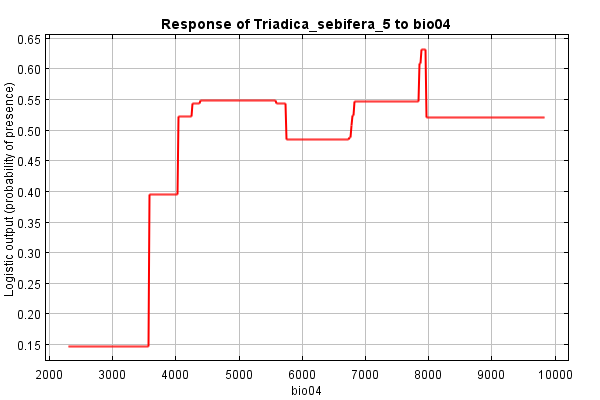 Response of Triadica_sebifera_5 to bio04
Logistic output (probability of presence)
0.65
0.60
0.55
0.50
0.45
0.40
0.35
0.30
0.25
0.20
0.15
2000 3000 4000 5000 6000 7000 8000 9000 10000
bio04